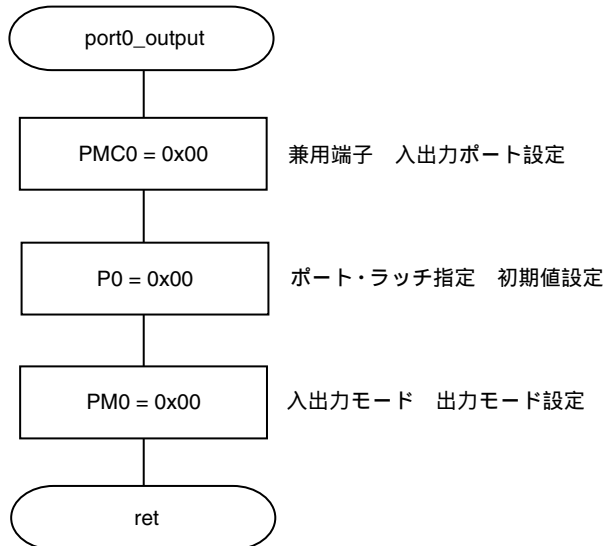 port0_output
PMC0 = 0x00 兼用端子 入出力ポート設定
P0 = 0x00 ポート・ラッチ指定 初期値設定
PM0 = 0x00 入出力モード 出力モード設定
ret